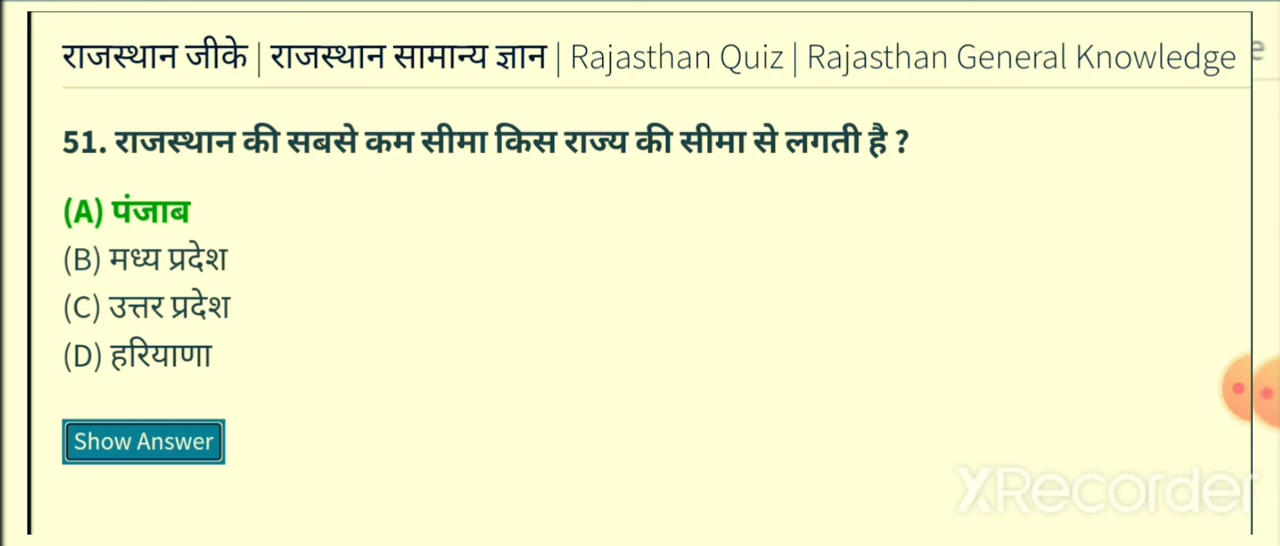 राजस्थान जीके | राजस्थान सामान्य ज्ञान | Rajasthan Quiz | Rajasthan General Knowledge
51. राजस्थान की सबसे कम सीमा किस राज्य की सीमा से लगती है ?
(A) पंजाब
(B) मध्य प्रदेश
(C) उत्तर प्रदेश
(D) हरियाणा
Show Answer
XRecorder